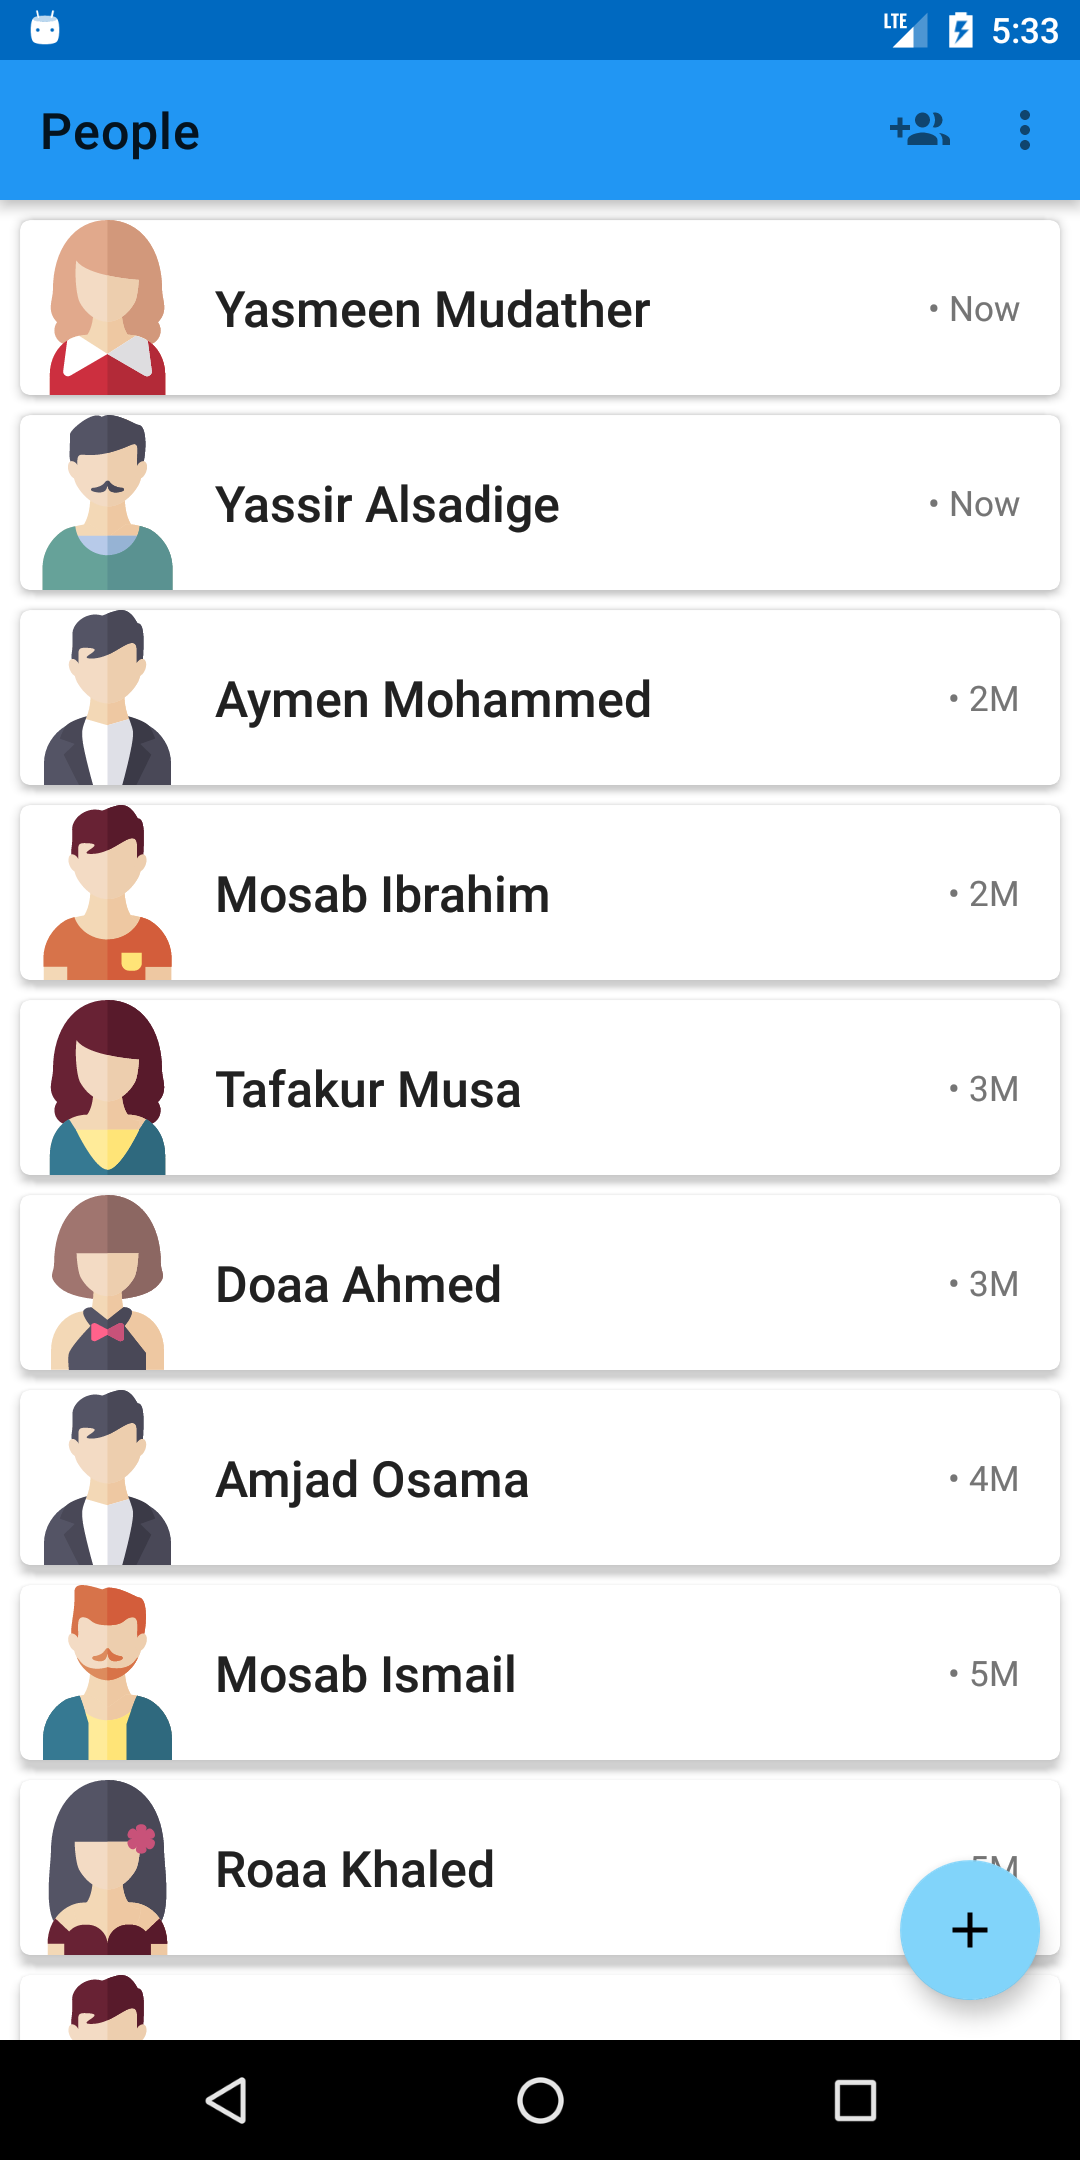 LTE 5:33
People
Yasmeen Mudather • Now
Yassir Alsadige • Now
Aymen Mohammed • 2M
Mosab Ibrahim • 2M
Tafakur Musa • 3M
Doaa Ahmed • 3M
Amjad Osama • 4M
Mosab Ismail • 5M
Roaa Khaled